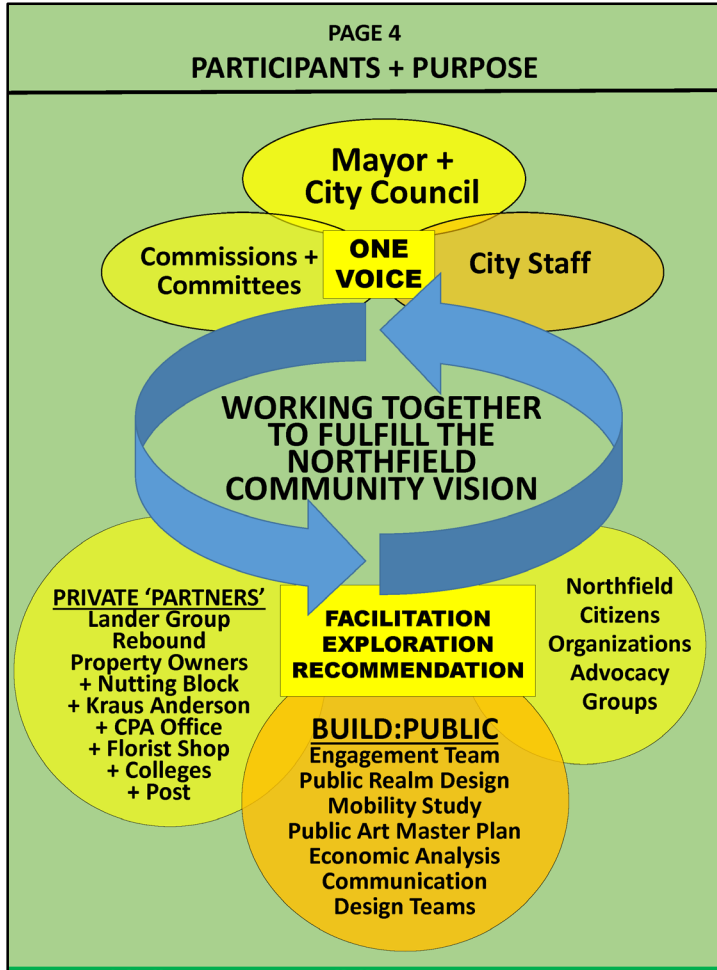 PAGE 4
PARTICIPANTS + PURPOSE
Mayor +
City Council
Commissions +
Committees
ONE
VOICE
City Staff
WORKING TOGETHER
TO FULFILL THE
NORTHFIELD
COMMUNITY VISION
PRIVATE 'PARTNERS'
Lander Group
Rebound
Property Owners
+ Nutting Block
+ Kraus Anderson
+ CPA Office
+ Florist Shop
+ Colleges
+ Post
FACILITATION
EXPLORATION
RECOMMENDATION
Northfield
Citizens
Organizations
Advocacy
Groups
BUILD:PUBLIC
Engagement Team
Public Realm Design
Mobility Study
Public Art Master Plan
Economic Analysis
Communication
Design Teams